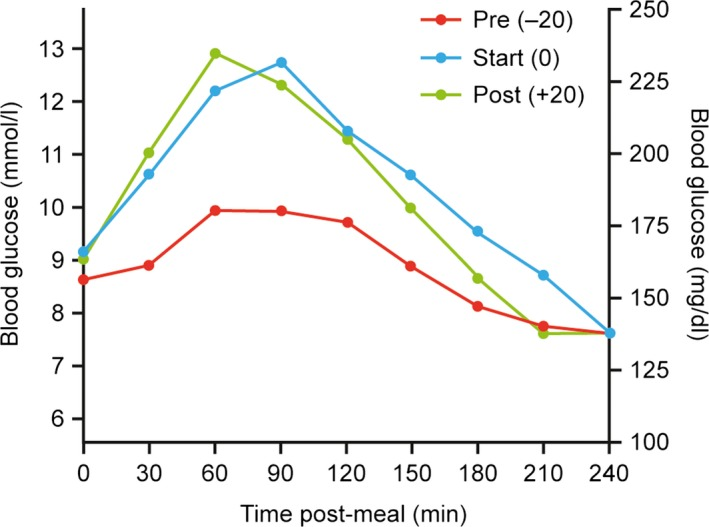 Pre (–20)
Start (0)
Post (+20)
Blood glucose (mmol/l)
13
12
11
10
9
8
7
6
Blood glucose (mg/dl)
250
225
200
175
150
125
100
0 30 60 90 120 150 180 210 240
Time post-meal (min)